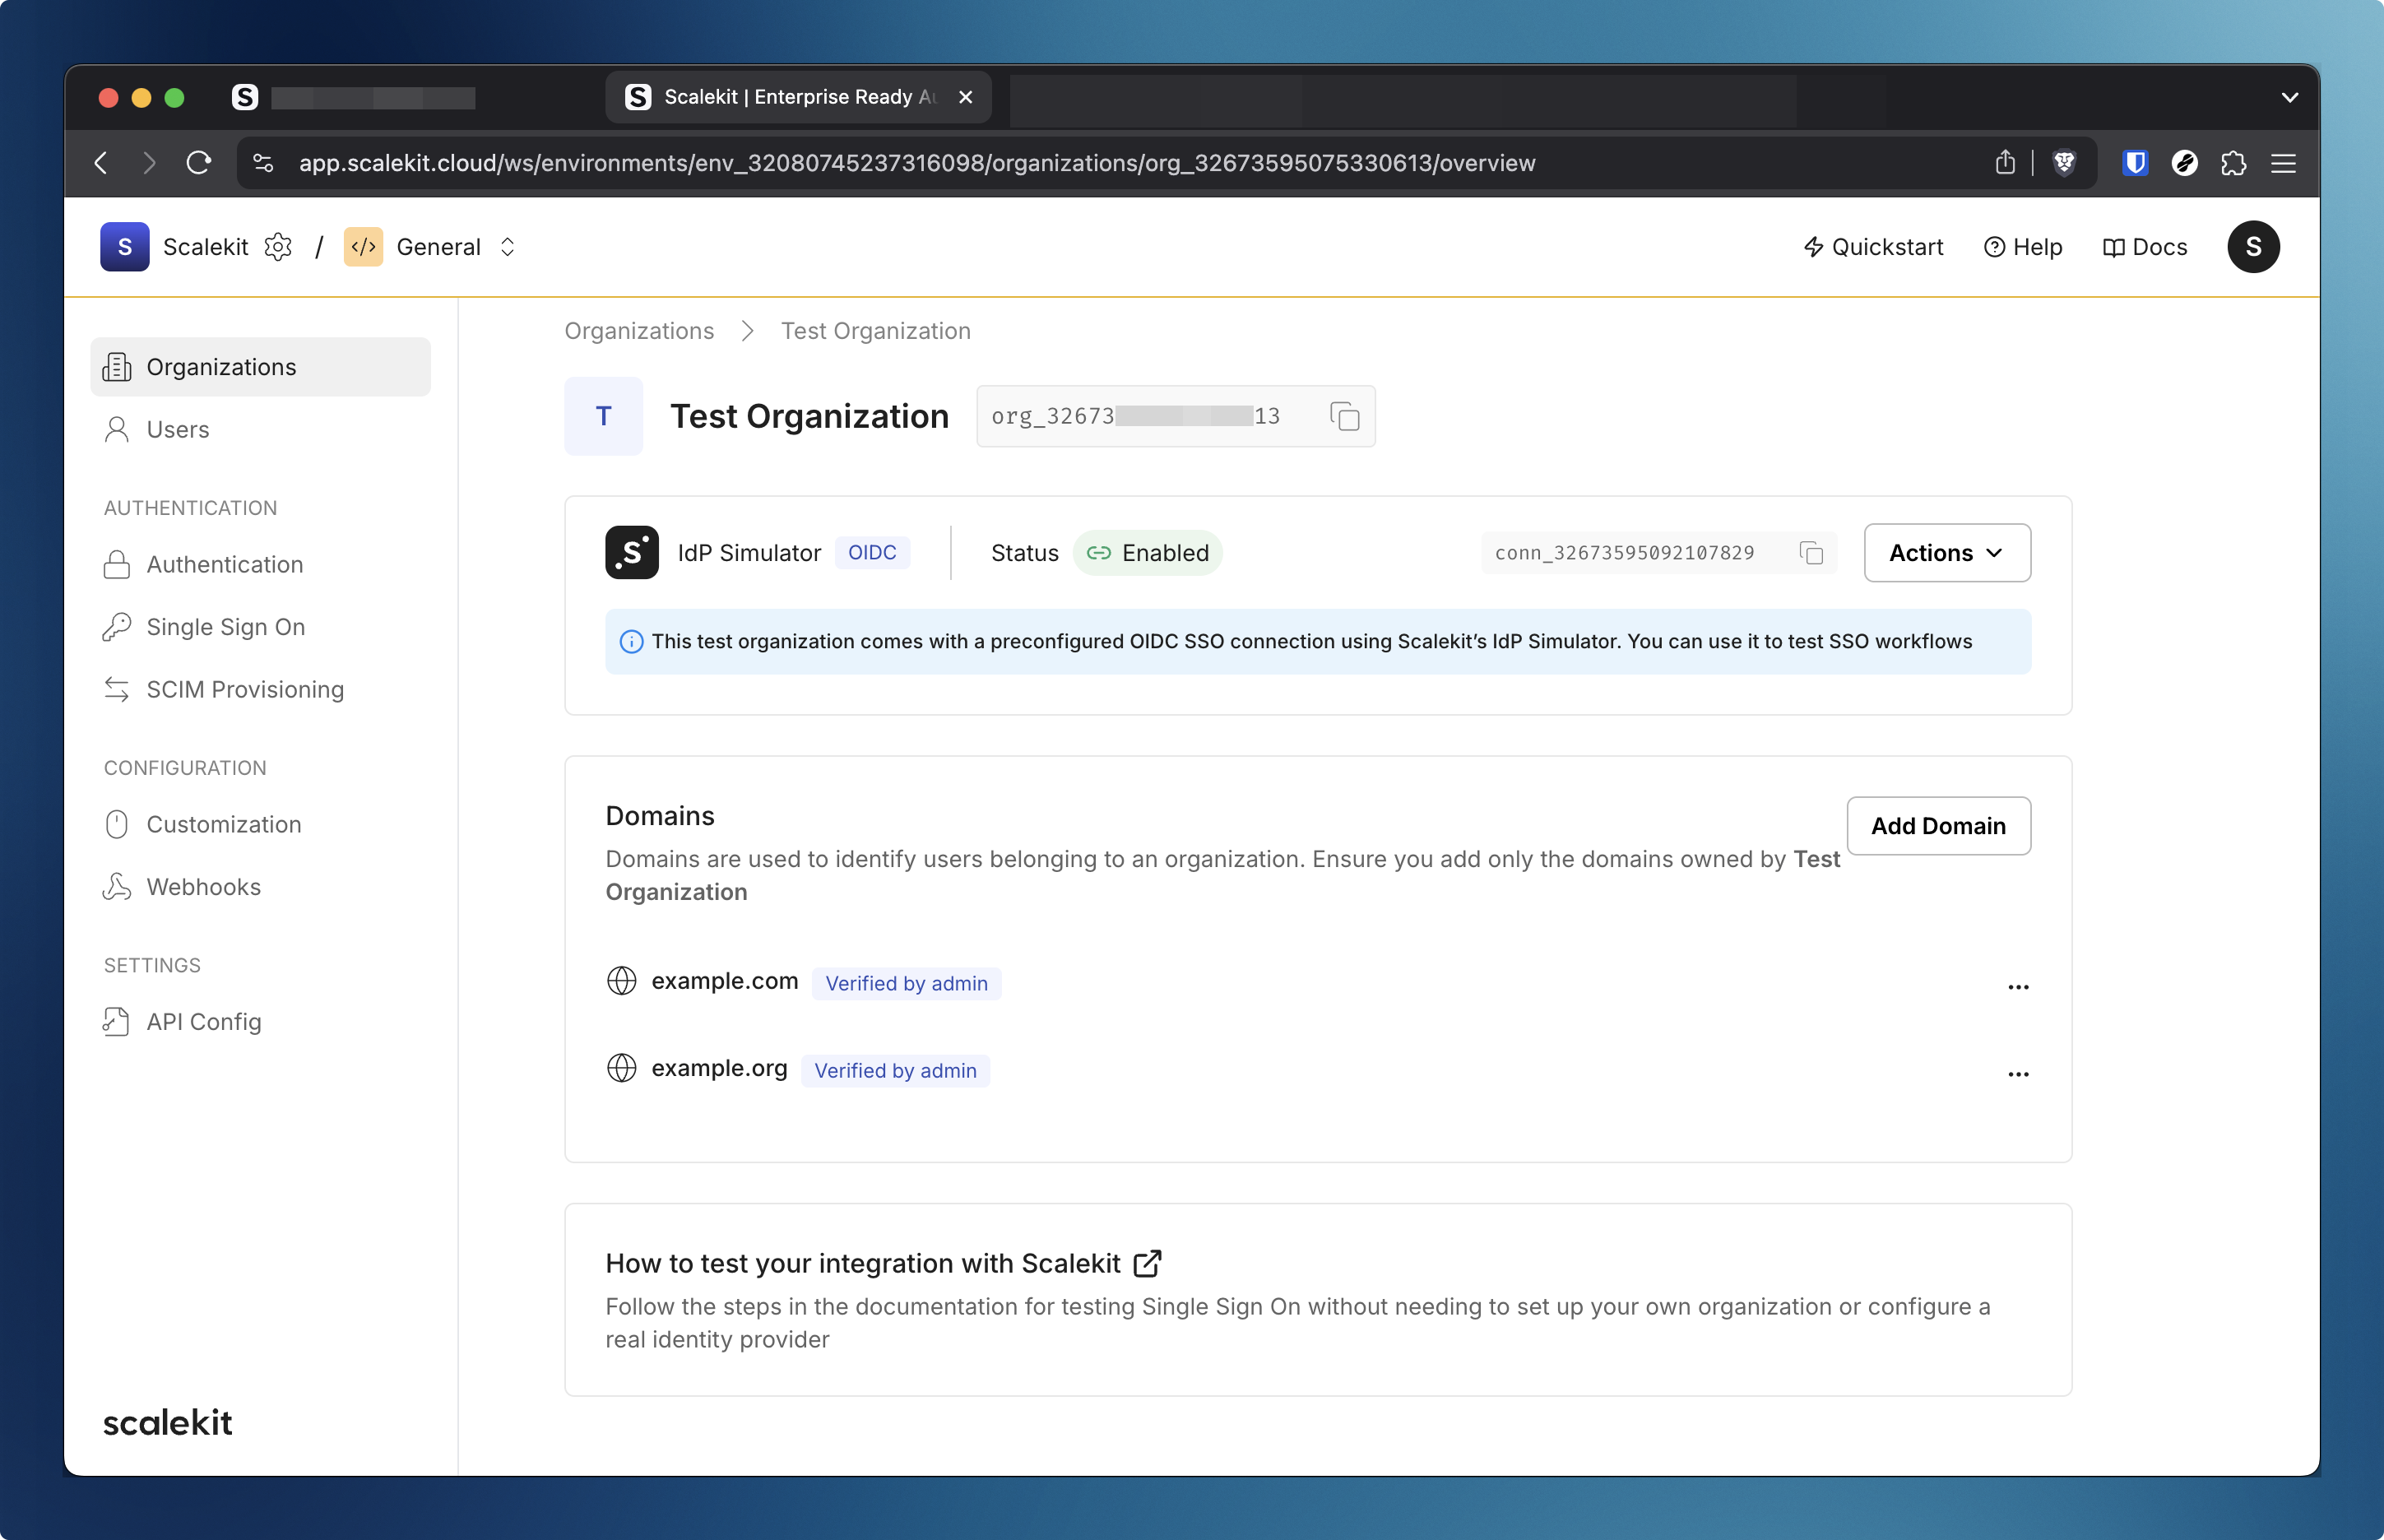 S
S Scalekit | Enterprise Ready
app.scalekit.cloud/ws/environments/env_32080745237316098/organizations/org_32673595075330613/overview
S Scalekit / </> General
Quickstart
Help
Docs
S
Organizations
Users
AUTHENTICATION
Authentication
Single Sign On
SCIM Provisioning
CONFIGURATION
Customization
Webhooks
SETTINGS
API Config
scalekit
Organizations > Test Organization
T Test Organization org_32673 13
.S IdP Simulator OIDC Status Enabled conn_32673595092107829 Actions
This test organization comes with a preconfigured OIDC SSO connection using Scalekit’s IdP Simulator. You can use it to test SSO workflows
Domains
Add Domain
Domains are used to identify users belonging to an organization. Ensure you add only the domains owned by Test
Organization
example.com Verified by admin ...
example.org Verified by admin ...
How to test your integration with Scalekit
Follow the steps in the documentation for testing Single Sign On without needing to set up your own organization or configure a
real identity provider